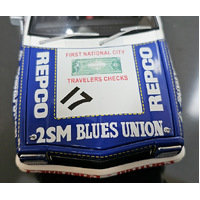 FIRST NATIONAL CITY
TRAVELERS CHECKS
REPCO
17
REPCO
2SM BLUES UNION